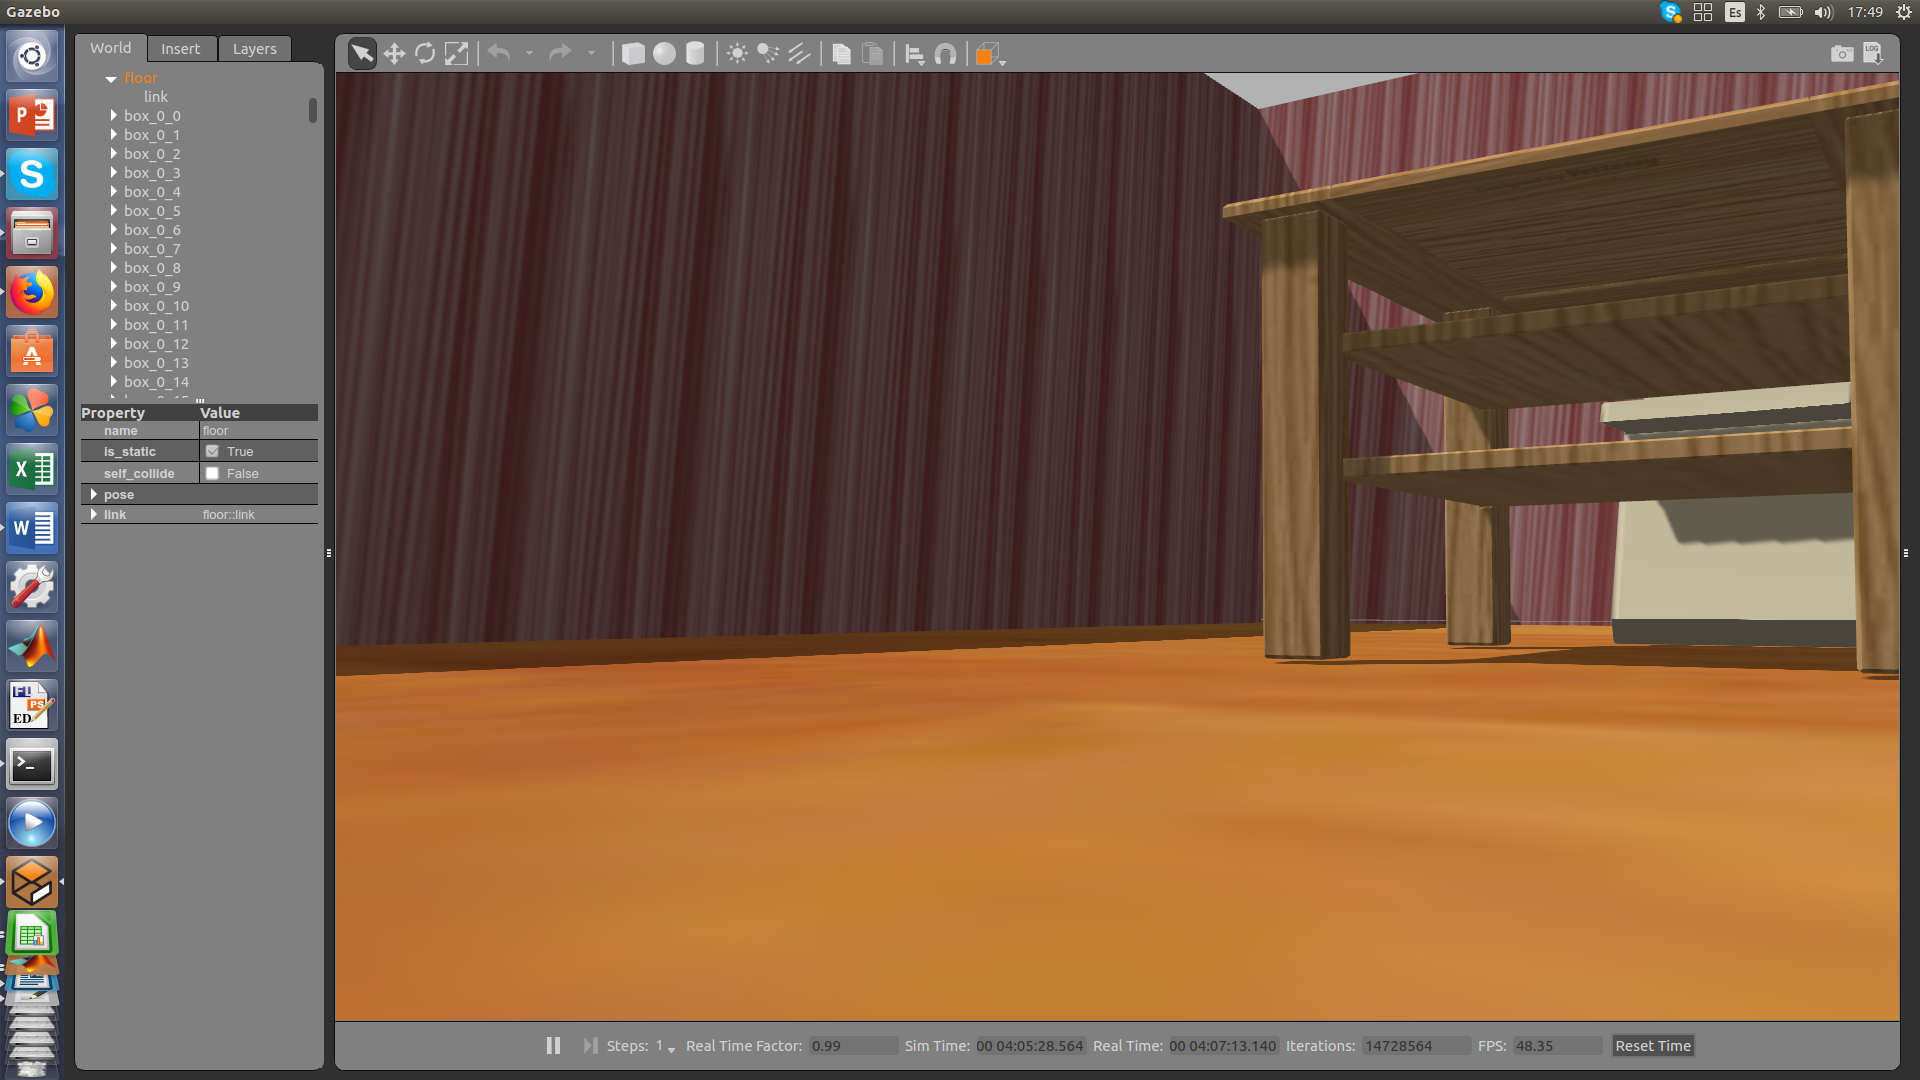 Gazebo
Es
17:49
World
Insert
Layers
LOG
floor
link
box_0_0
box_0_1
box_0_2
box_0_3
box_0_4
box_0_5
box_0_6
box_0_7
box_0_8
box_0_9
box_0_10
box_0_11
box_0_12
box_0_13
box_0_14
Property Value
name floor
is_static True
self_collide False
pose
link floor::link
Steps: 1 Real Time Factor: 0.99 Sim Time: 00 04:05:28.564 Real Time: 00 04:07:13.140 Iterations: 14728564 FPS: 48.35 Reset Time